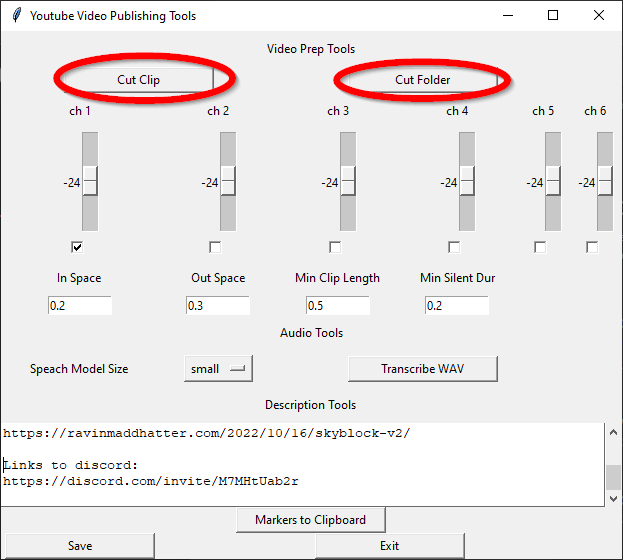 Youtube Video Publishing Tools
Video Prep Tools
Cut Clip Cut Folder
ch 1 ch 2 ch 3 ch 4 ch 5 ch 6
-24 -24 -24 -24 -24 -24
In Space Out Space Min Clip Length Min Silent Dur
0.2 0.3 0.5 0.2
Audio Tools
Speach Model Size small Transcribe WAV
Description Tools
https://ravinmaddhatter.com/2022/10/16/skyblock-v2/
Links to discord:
https://discord.com/invite/M7MHtUab2r
Markers to Clipboard
Save Exit